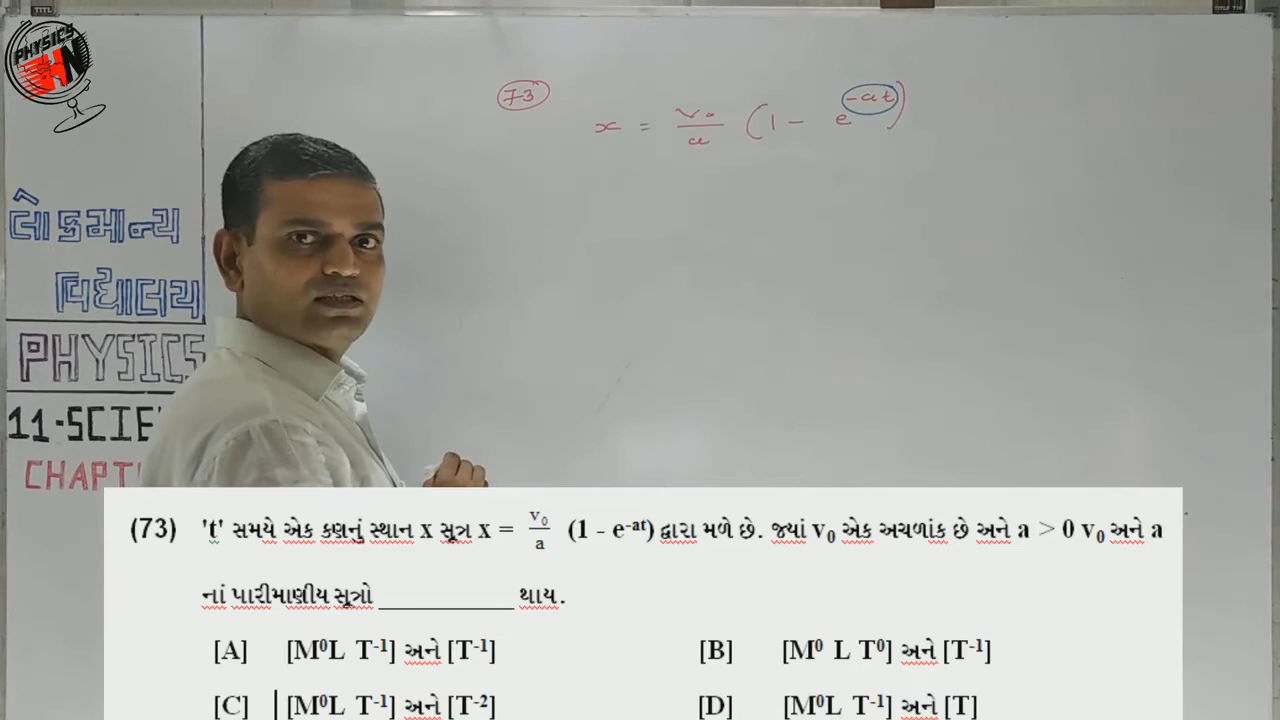 PHYSICS
HN
લોકમાન્ય
વિદ્યાલય
PHYSICS
11-SCIE
CHAPT
73
x = v₀/a (1 - e^-at)
(73) 't' સમયે એક કણનું સ્થાન x સૂત્ર x = v₀/a (1 - e⁻ᵃᵗ) દ્વારા મળે છે. જ્યાં v₀ એક અચળાંક છે અને a > 0 v₀ અને a
નાં પારીમાણીય સૂત્રો ____________ થાય.
[A] [M⁰L T⁻¹] અને [T⁻¹] [B] [M⁰ L T⁰] અને [T⁻¹]
[C] [M⁰L T⁻¹] અને [T⁻²] [D] [M⁰L T⁻¹] અને [T]